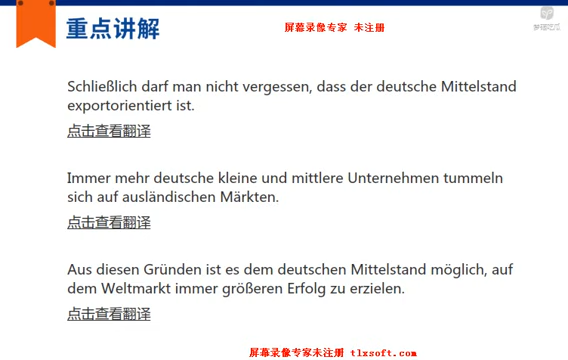 重点讲解
屏幕录像专家 未注册
Schließlich darf man nicht vergessen, dass der deutsche Mittelstand
exportorientiert ist.
点击查看翻译
Immer mehr deutsche kleine und mittlere Unternehmen tummeln
sich auf ausländischen Märkten.
点击查看翻译
Aus diesen Gründen ist es dem deutschen Mittelstand möglich, auf
dem Weltmarkt immer größeren Erfolg zu erzielen.
点击查看翻译
屏幕录像专家未注册 tlxsoft.com